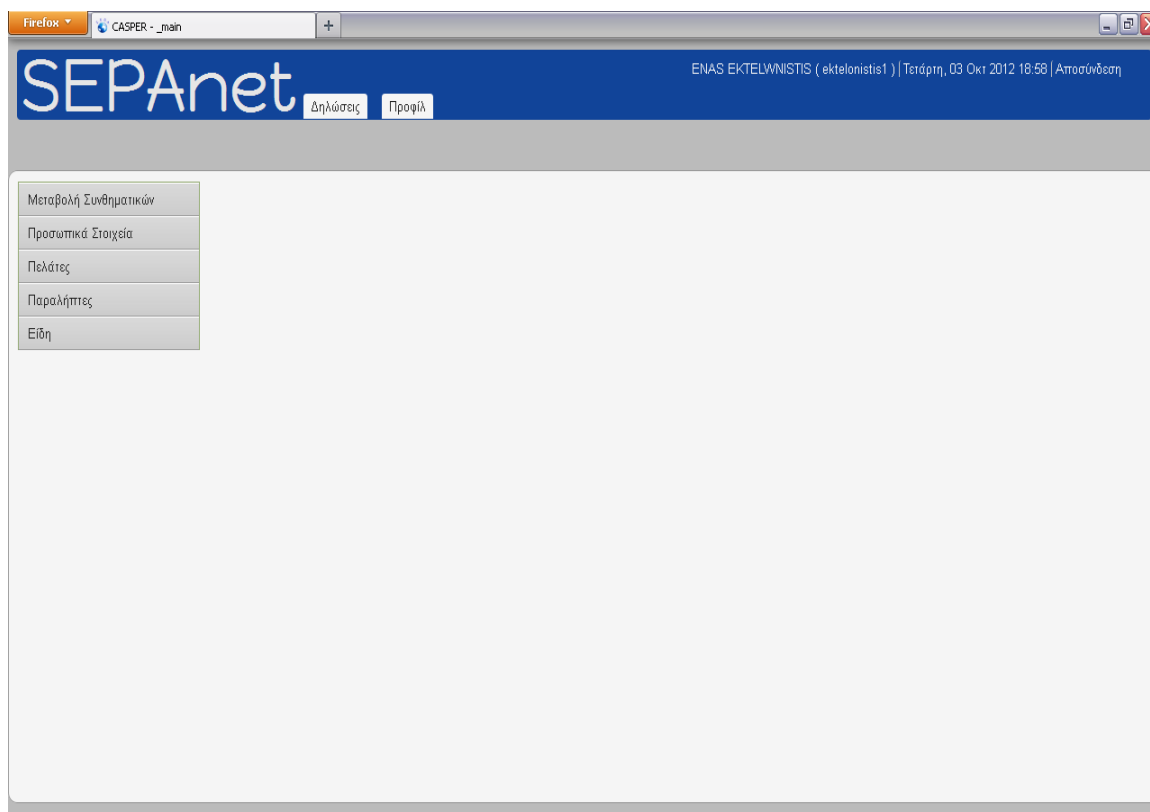 Firefox
CASPER - _main
SEPAnet
Δηλώσεις
Προφίλ
ENAS EKTELWNISTIS ( ektelonistis1 ) | Τετάρτη, 03 Οκτ 2012 18:58 | Αποσύνδεση
Μεταβολή Συνθηματικών
Προσωπικά Στοιχεία
Πελάτες
Παραλήπτες
Είδη